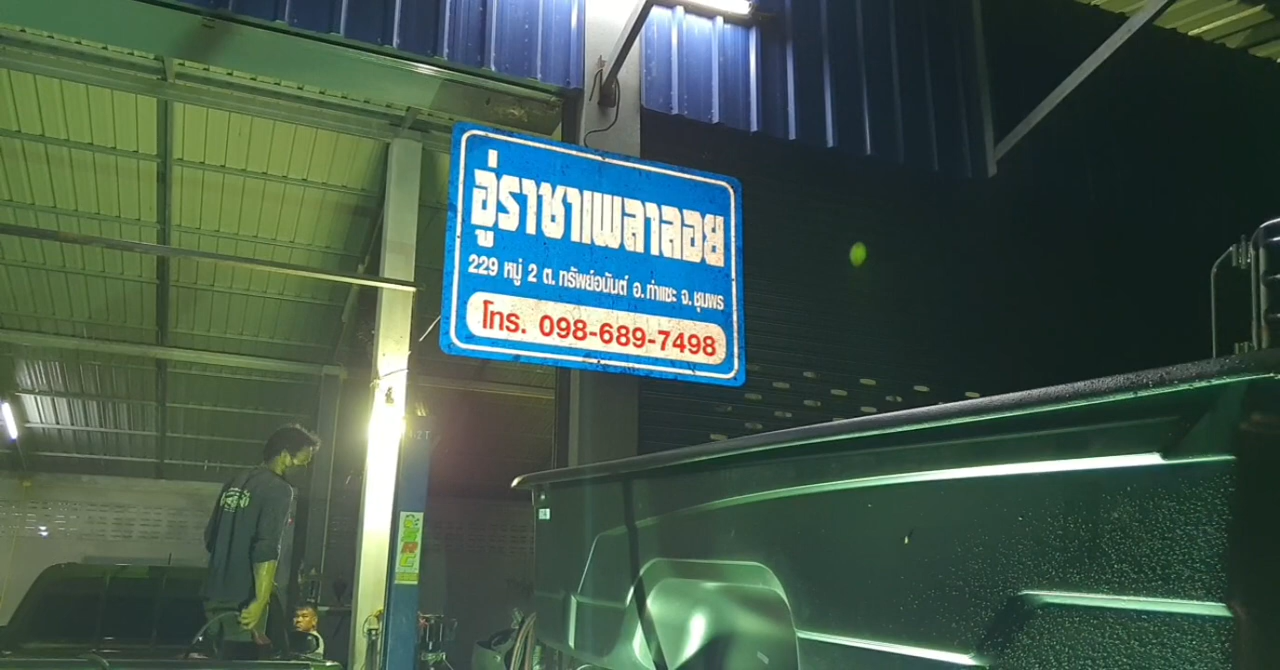 อู่ราชาเพลาลอย
229 หมู่ 2 ต. ทรัพย์อนันต์ อ. ท่าแซะ จ. ชุมพร
โทร. 098-689-7498